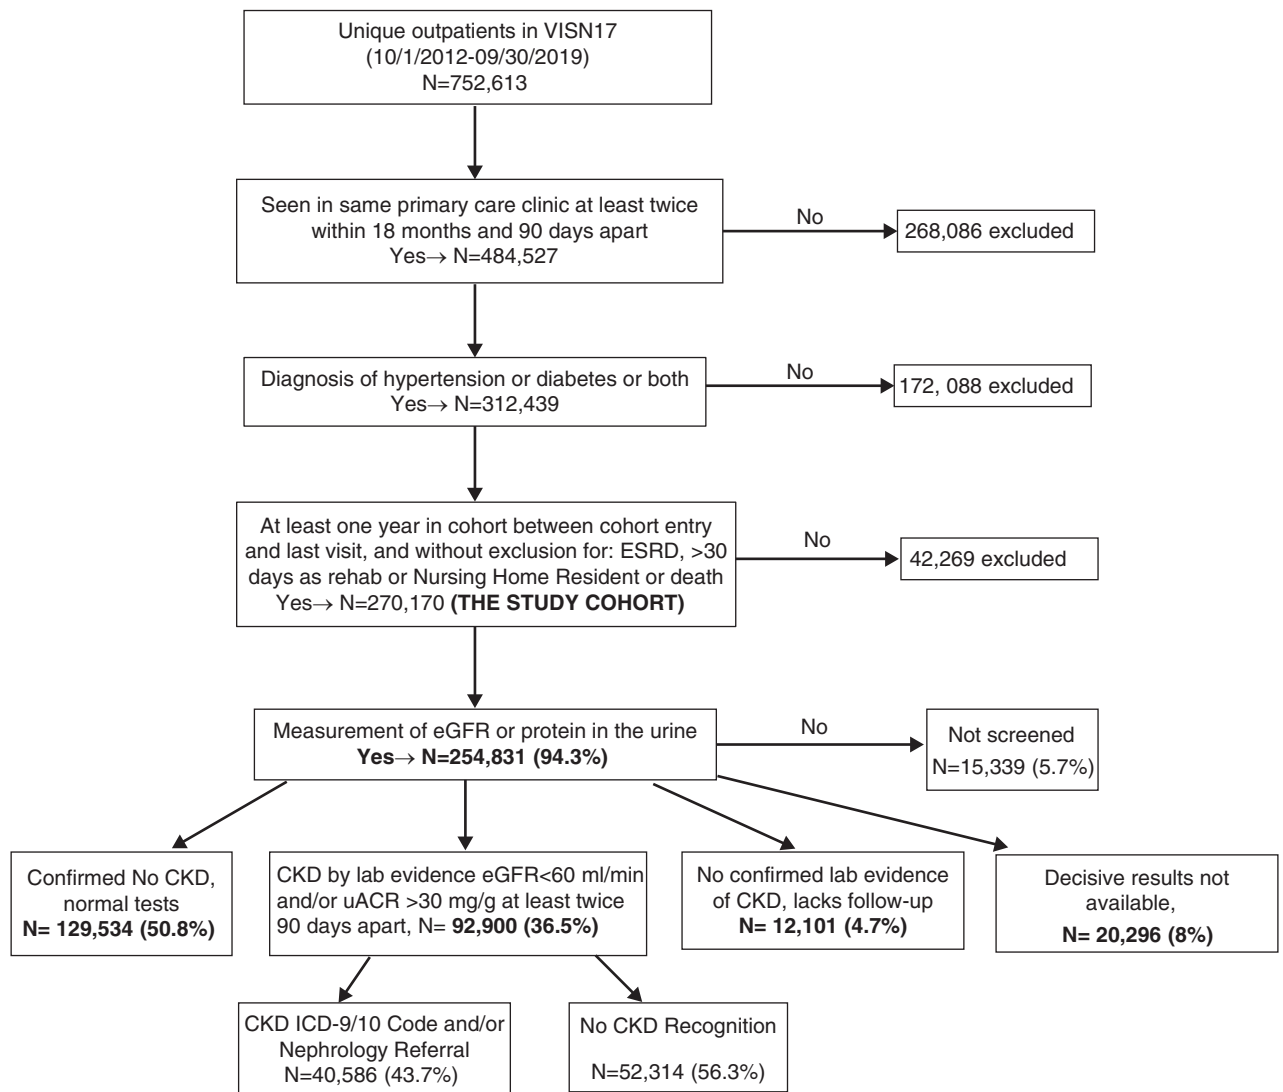 Unique outpatients in VISN17
(10/1/2012-09/30/2019)
N=752,613
Seen in same primary care clinic at least twice
within 18 months and 90 days apart
Yes→ N=484,527
No
268,086 excluded
Diagnosis of hypertension or diabetes or both
Yes→ N=312,439
No
172, 088 excluded
At least one year in cohort between cohort entry
and last visit, and without exclusion for: ESRD, >30
days as rehab or Nursing Home Resident or death
Yes→ N=270,170 (THE STUDY COHORT)
No
42,269 excluded
Measurement of eGFR or protein in the urine
Yes→ N=254,831 (94.3%)
No
Not screened
N=15,339 (5.7%)
Confirmed No CKD,
normal tests
N= 129,534 (50.8%)
CKD by lab evidence eGFR<60 ml/min
and/or uACR >30 mg/g at least twice
90 days apart, N= 92,900 (36.5%)
No confirmed lab evidence
of CKD, lacks follow-up
N= 12,101 (4.7%)
Decisive results not
available,
N= 20,296 (8%)
CKD ICD-9/10 Code and/or
Nephrology Referral
N=40,586 (43.7%)
No CKD Recognition
N=52,314 (56.3%)